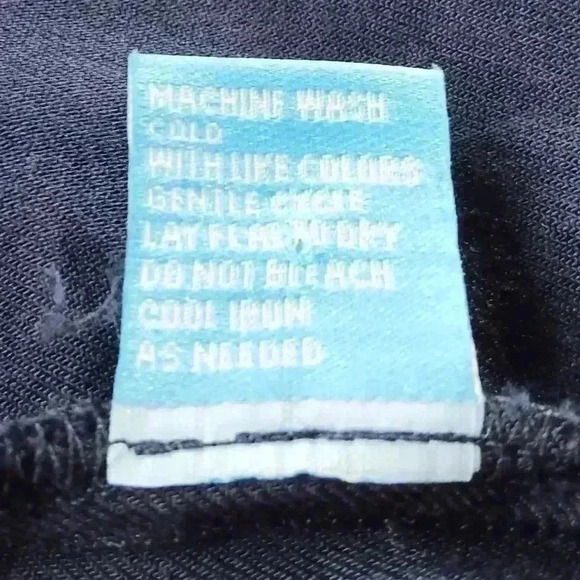 MACHINE WASH
COLD
WITH LIKE COLORS
GENTLE CYCLE
LAY FLAT TO DRY
DO NOT BLEACH
COOL IRON
AS NEEDED